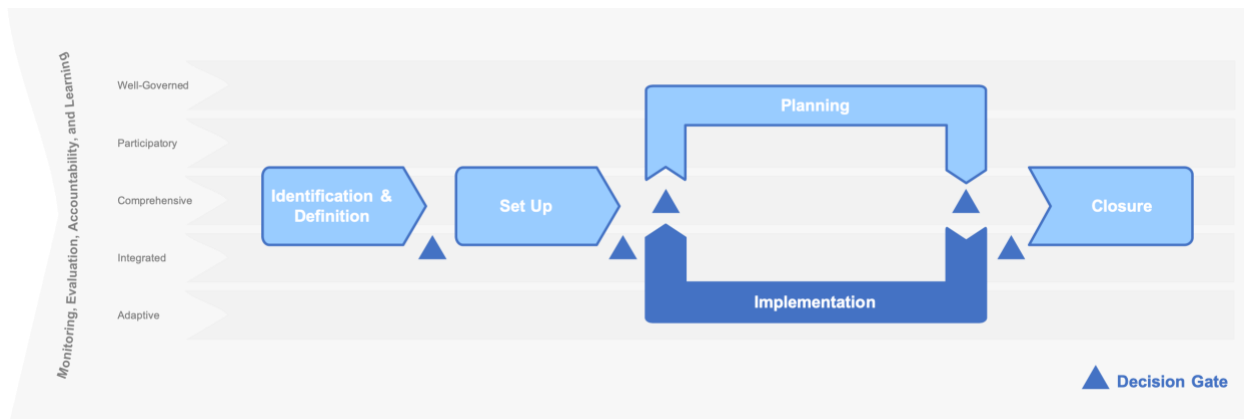 Monitoring, Evaluation, Accountability, and Learning
Well-Governed
Participatory
Comprehensive
Integrated
Adaptive
Identification &
Definition
Set Up
Planning
Implementation
Closure
Decision Gate